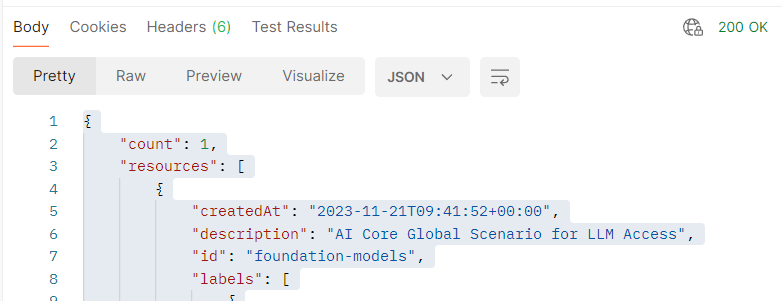 Body Cookies Headers (6) Test Results 200 OK
Pretty Raw Preview Visualize JSON
1 {
2 "count": 1,
3 "resources": [
4 {
5 "createdAt": "2023-11-21T09:41:52+00:00",
6 "description": "AI Core Global Scenario for LLM Access",
7 "id": "foundation-models",
8 "labels": [
9 {